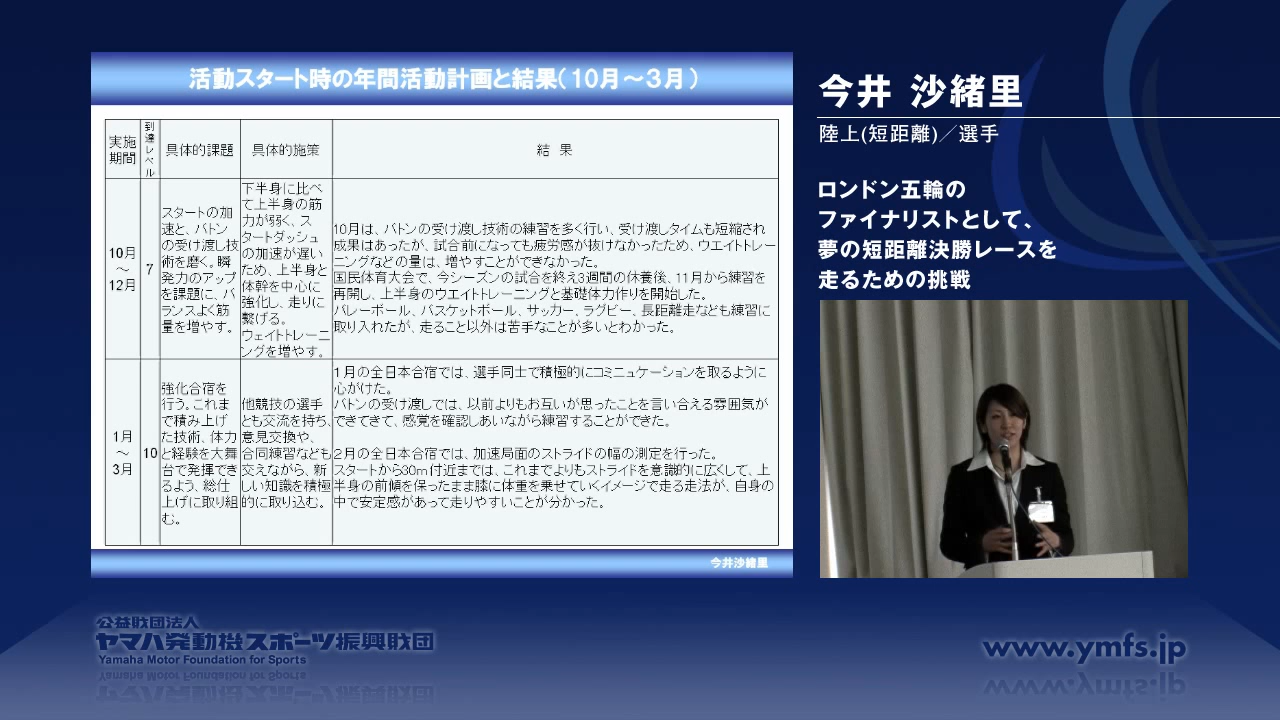 活動スタート時の年間活動計画と結果(10月～3月)
実施
期間
到達レベル
具体的課題
具体的施策
結 果
10月
～
12月
7
スタートの加
速と、バトン
の受け渡し技
術を磨く。瞬
発力のアップ
を課題に、バ
ランスよく筋
量を増やす。
下半身に比べ
て上半身の筋
力が弱く、ス
タートダッシュ
の加速が遅い
ため、上半身と
体幹を中心に
強化し、走りに
繋げる。
ウェイトトレーニ
ングを増やす。
10月は、バトンの受け渡し技術の練習を多く行い、受け渡しタイムも短縮され
成果はあったが、試合前になっても疲労感が抜けなかったため、ウエイトトレー
ニングなどの量は、増やすことができなかった。
国民体育大会で、今シーズンの試合を終え3週間の休養後、11月から練習を
再開し、上半身のウエイトトレーニングと基礎体力作りを開始した。
バレーボール、バスケットボール、サッカー、ラグビー、長距離走なども練習に
取り入れたが、走ること以外は苦手なことが多いとわかった。
1月
～
3月
10
強化合宿を
行う。これま
で積み上げ
た技術、体力
と経験を大舞
台で発揮でき
るよう、総仕
上げに取り組
む。
他競技の選手
とも交流を持ち、
意見交換や、
合同練習なども
交えながら、新
しい知識を積極
的に取り込む。
1月の全日本合宿では、選手同士で積極的にコミニュケーションを取るように
心がけた。
バトンの受け渡しでは、以前よりもお互いが思ったことを言い合える雰囲気が
できてきて、感覚を確認しあいながら練習することができた。
2月の全日本合宿では、加速局面のストライドの幅の測定を行った。
スタートから30m付近までは、これまでよりもストライドを意識的に広くして、上
半身の前傾を保ったまま膝に体重を乗せていくイメージで走る走法が、自身の
中で安定感があって走りやすいことが分かった。
今井沙緒里
今井 沙緒里
陸上(短距離)／選手
ロンドン五輪の
ファイナリストとして、
夢の短距離決勝レースを
走るための挑戦
公益財団法人
ヤマハ発動機スポーツ振興財団
Yamaha Motor Foundation for Sports
www.ymfs.jp